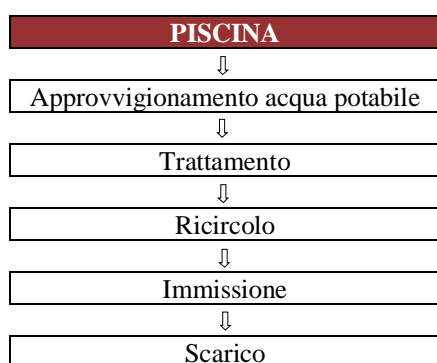 PISCINA
⇩
Approvvigionamento acqua potabile
⇩
Trattamento
⇩
Ricircolo
⇩
Immissione
⇩
Scarico